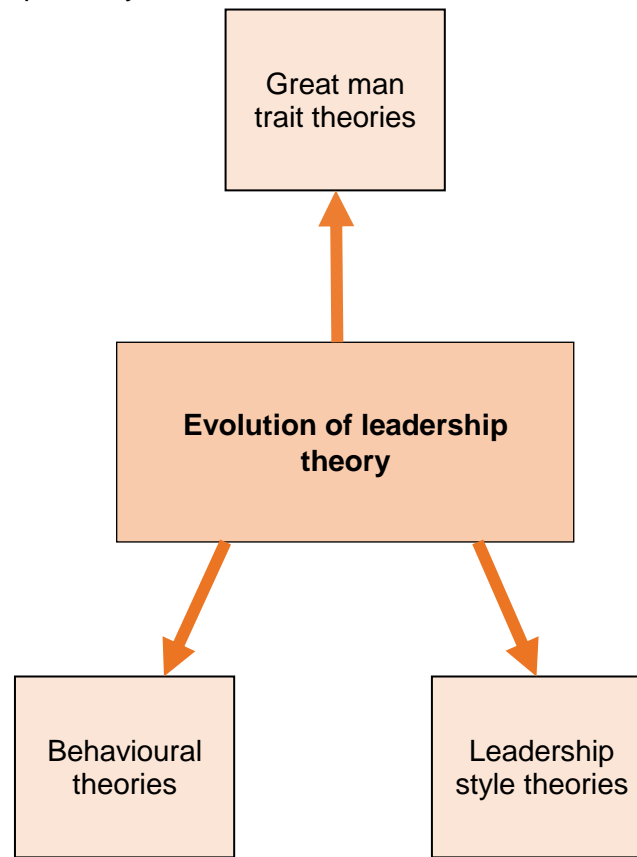 Great man
trait theories
Evolution of leadership
theory
Behavioural
theories
Leadership
style theories